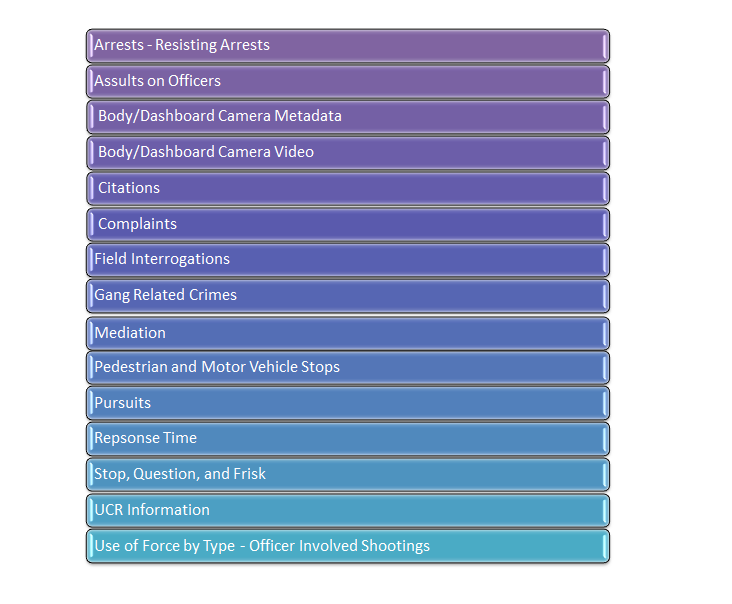 Arrests - Resisting Arrests
Assults on Officers
Body/Dashboard Camera Metadata
Body/Dashboard Camera Video
Citations
Complaints
Field Interrogations
Gang Related Crimes
Mediation
Pedestrian and Motor Vehicle Stops
Pursuits
Repsonse Time
Stop, Question, and Frisk
UCR Information
Use of Force by Type - Officer Involved Shootings